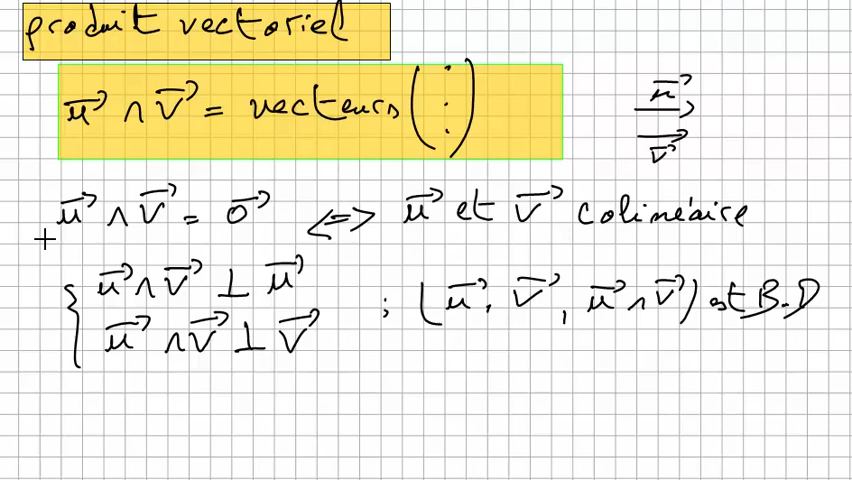 produit vectoriel
u⃗ ∧ v⃗ = vecteurs ( ⋮ )
u⃗
v⃗
u⃗ ∧ v⃗ = 0⃗ <=> u⃗ et v⃗ colinéaire
{ u⃗ ∧ v⃗ ⊥ u⃗ ; (u⃗, v⃗, u⃗ ∧ v⃗) est B.D
u⃗ ∧ v⃗ ⊥ v⃗